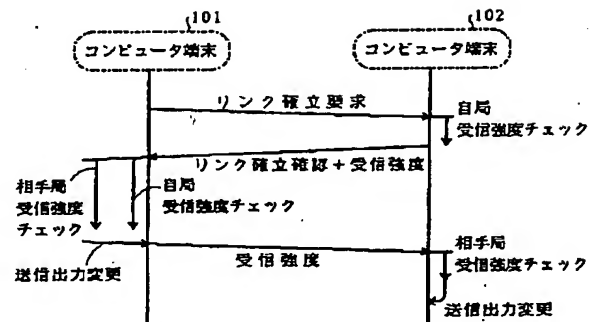 101
102
コンピュータ端末
コンピュータ端末
リンク確立要求
自局
受信強度チェック
リンク確立確認+受信強度
相手局
受信強度
チェック
自局
受信強度チェック
受信強度
相手局
受信強度チェック
送信出力変更
送信出力変更